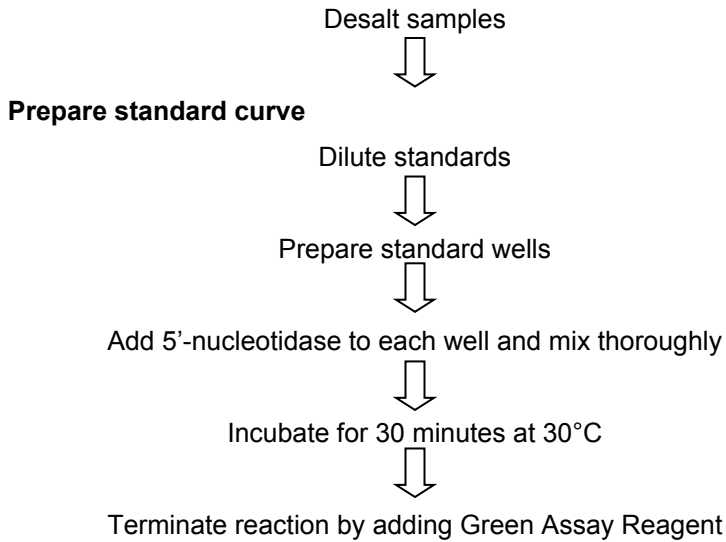 Desalt samples
Prepare standard curve
Dilute standards
Prepare standard wells
Add 5’-nucleotidase to each well and mix thoroughly
Incubate for 30 minutes at 30°C
Terminate reaction by adding Green Assay Reagent